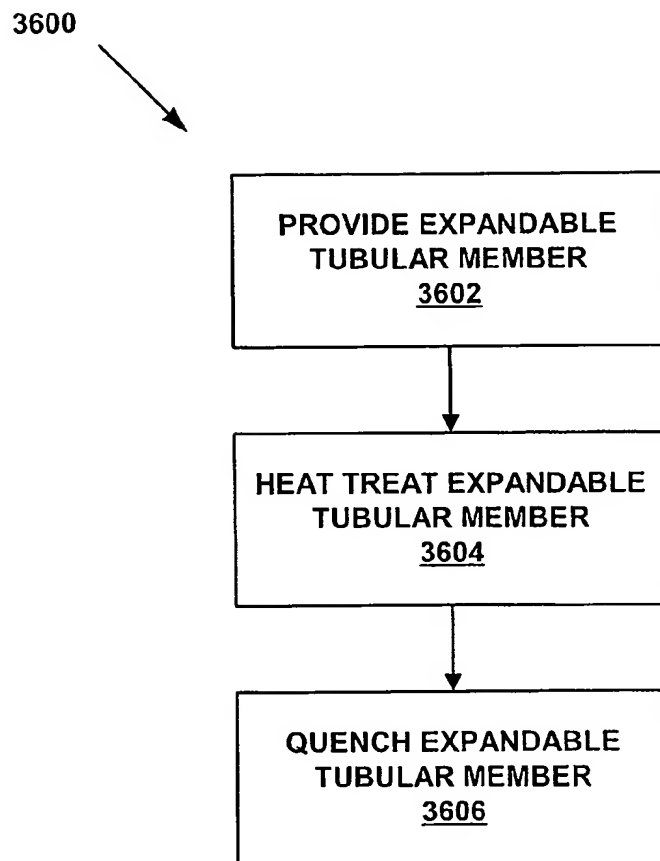 3600
PROVIDE EXPANDABLE
TUBULAR MEMBER
3602
HEAT TREAT EXPANDABLE
TUBULAR MEMBER
3604
QUENCH EXPANDABLE
TUBULAR MEMBER
3606